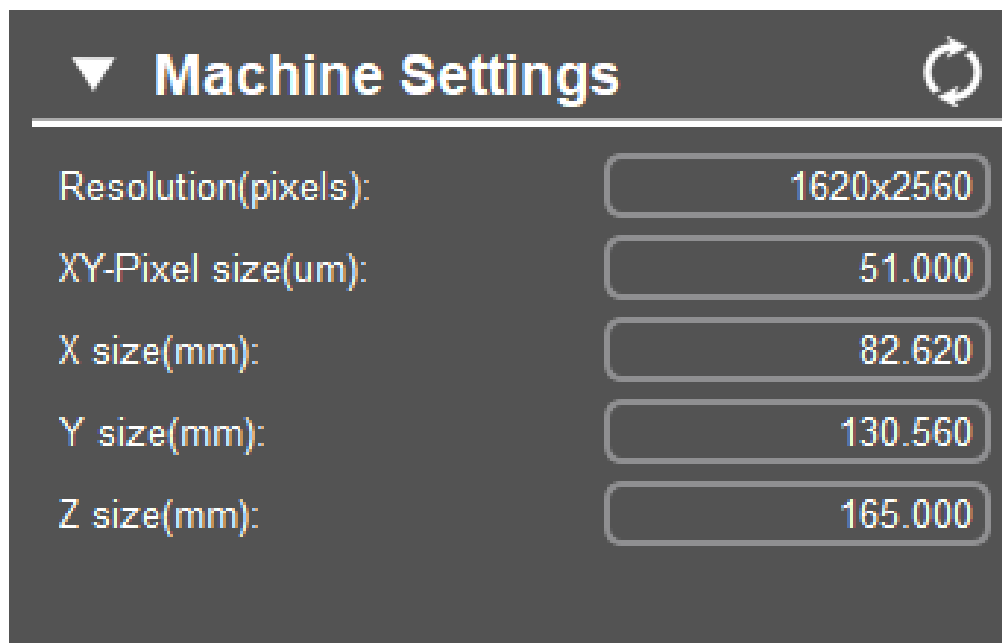 Machine Settings
Resolution(pixels): 1620x2560
XY-Pixel size(um): 51.000
X size(mm): 82.620
Y size(mm): 130.560
Z size(mm): 165.000